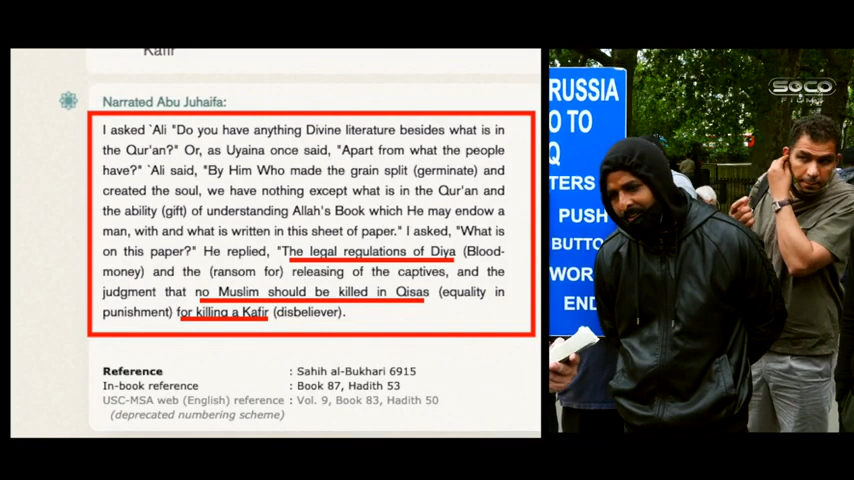 Kafir
Narrated Abu Juhaifa:
I asked `Ali "Do you have anything Divine literature besides what is in
the Qur'an?" Or, as Uyaina once said, "Apart from what the people
have?" `Ali said, "By Him Who made the grain split (germinate) and
created the soul, we have nothing except what is in the Qur'an and
the ability (gift) of understanding Allah's Book which He may endow a
man, with and what is written in this sheet of paper." I asked, "What is
on this paper?" He replied, "The legal regulations of Diya (Blood-
money) and the (ransom for) releasing of the captives, and the
judgment that no Muslim should be killed in Qisas (equality in
punishment) for killing a Kafir (disbeliever).
Reference : Sahih al-Bukhari 6915
In-book reference : Book 87, Hadith 53
USC-MSA web (English) reference : Vol. 9, Book 83, Hadith 50
(deprecated numbering scheme)
RUSSIA
O TO
Q
TERS
PUSH
BUTTO
WOR
END
SOCO
FILMS